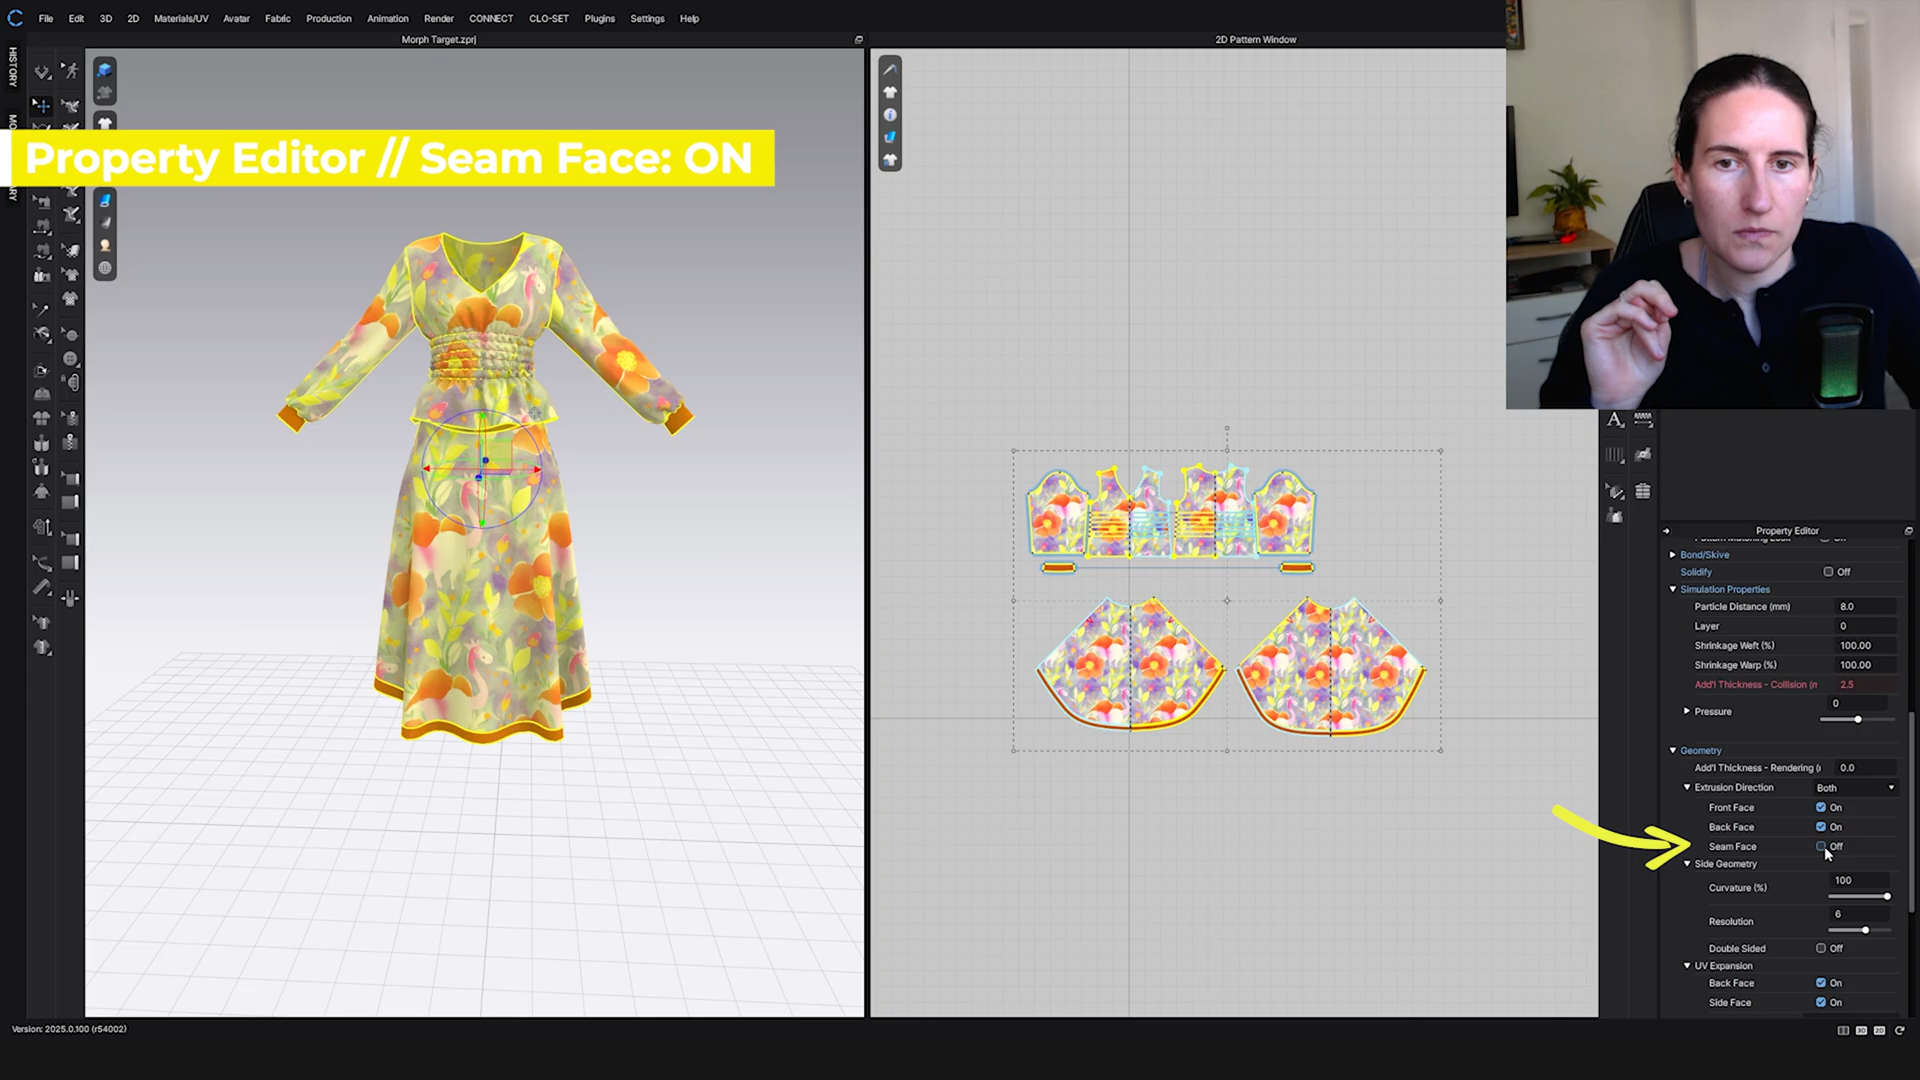 File Edit 3D 2D Materials/UV Avatar Fabric Production Animation Render CONNECT CLO-SET Plugins Settings Help
Morph Target.zprj
2D Pattern Window
HISTORY
Property Editor // Seam Face: ON
Property Editor
Bond/Skive
Solidify Off
Simulation Properties
Particle Distance (mm) 8.0
Layer 0
Shrinkage Weft (%) 100.00
Shrinkage Warp (%) 100.00
Add'l Thickness - Collision (m 2.5
Pressure 0
Geometry
Add'l Thickness - Rendering ( 0.0
Extrusion Direction Both
Front Face On
Back Face On
Seam Face Off
Side Geometry
Curvature (%) 100
Resolution 6
Double Sided Off
UV Expansion
Back Face On
Side Face On
Version: 2025.0.100 (r54002)
3D 2D